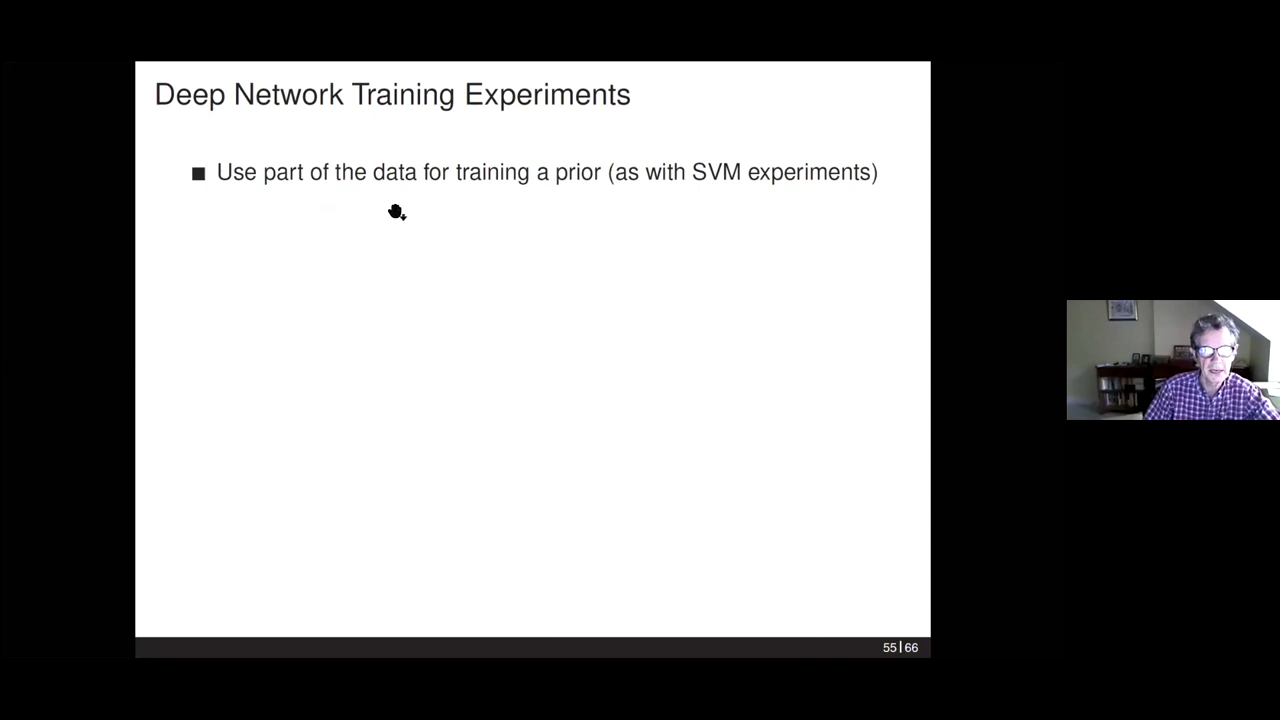 Deep Network Training Experiments
■ Use part of the data for training a prior (as with SVM experiments)
55|66